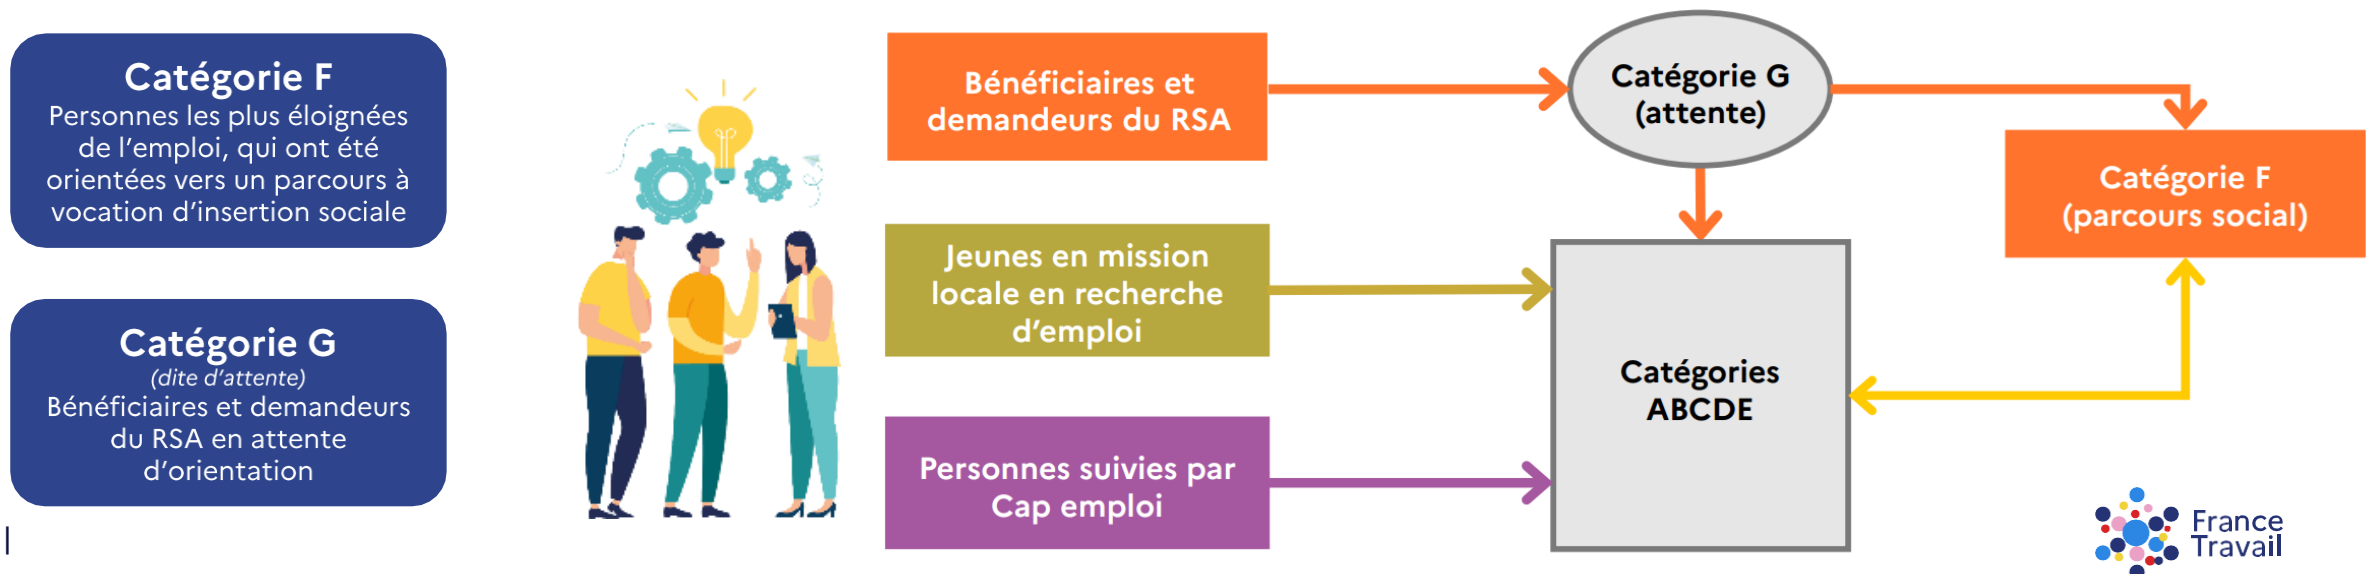 Catégorie F
Personnes les plus éloignées
de l'emploi, qui ont été
orientées vers un parcours à
vocation d'insertion sociale
Catégorie G
(dite d'attente)
Bénéficiaires et demandeurs
du RSA en attente
d'orientation
Bénéficiaires et
demandeurs du RSA
Jeunes en mission
locale en recherche
d'emploi
Personnes suivies par
Cap emploi
Catégorie G
(attente)
Catégories
ABCDE
Catégorie F
(parcours social)
France
Travail